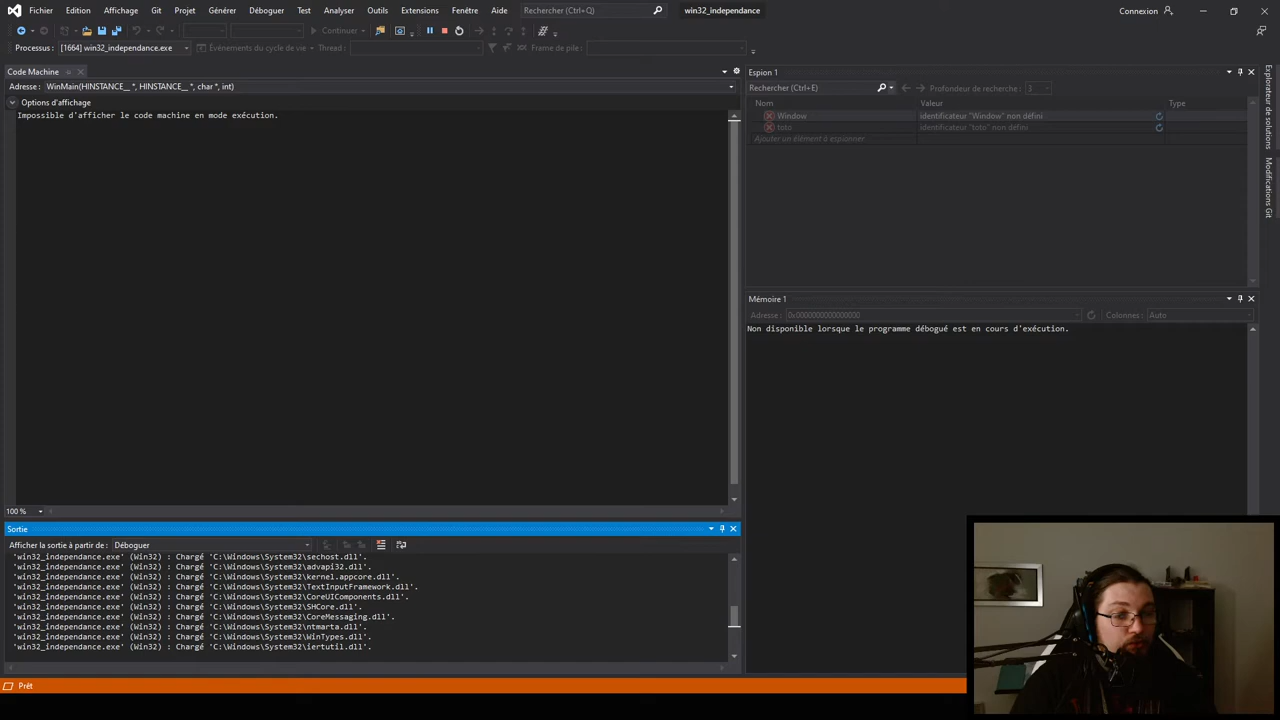 Fichier Edition Affichage Git Projet Générer Déboguer Test Analyser Outils Extensions Fenêtre Aide Rechercher (Ctrl+Q) win32_independance Connexion
Continuer
Processus : [1664] win32_independance.exe Événements du cycle de vie Thread : Frame de pile :
Code Machine
Adresse : WinMain(HINSTANCE__ *, HINSTANCE__ *, char *, int)
Options d'affichage
Impossible d'afficher le code machine en mode exécution.
100 %
Espion 1
Rechercher (Ctrl+E) Profondeur de recherche : 3
Nom Valeur Type
Window identificateur "Window" non défini
toto identificateur "toto" non défini
Ajouter un élément à espionner
Mémoire 1
Adresse : 0x0000000000000000 Colonnes : Auto
Non disponible lorsque le programme débogué est en cours d'exécution.
Explorateur de solutions
Modifications Git
Sortie
Afficher la sortie à partir de : Déboguer
'win32_independance.exe' (Win32) : Chargé 'C:\Windows\System32\sechost.dll'.
'win32_independance.exe' (Win32) : Chargé 'C:\Windows\System32\advapi32.dll'.
'win32_independance.exe' (Win32) : Chargé 'C:\Windows\System32\kernel.appcore.dll'.
'win32_independance.exe' (Win32) : Chargé 'C:\Windows\System32\TextInputFramework.dll'.
'win32_independance.exe' (Win32) : Chargé 'C:\Windows\System32\CoreUIComponents.dll'.
'win32_independance.exe' (Win32) : Chargé 'C:\Windows\System32\SHCore.dll'.
'win32_independance.exe' (Win32) : Chargé 'C:\Windows\System32\CoreMessaging.dll'.
'win32_independance.exe' (Win32) : Chargé 'C:\Windows\System32\ntmarta.dll'.
'win32_independance.exe' (Win32) : Chargé 'C:\Windows\System32\WinTypes.dll'.
'win32_independance.exe' (Win32) : Chargé 'C:\Windows\System32\iertutil.dll'.
Prêt